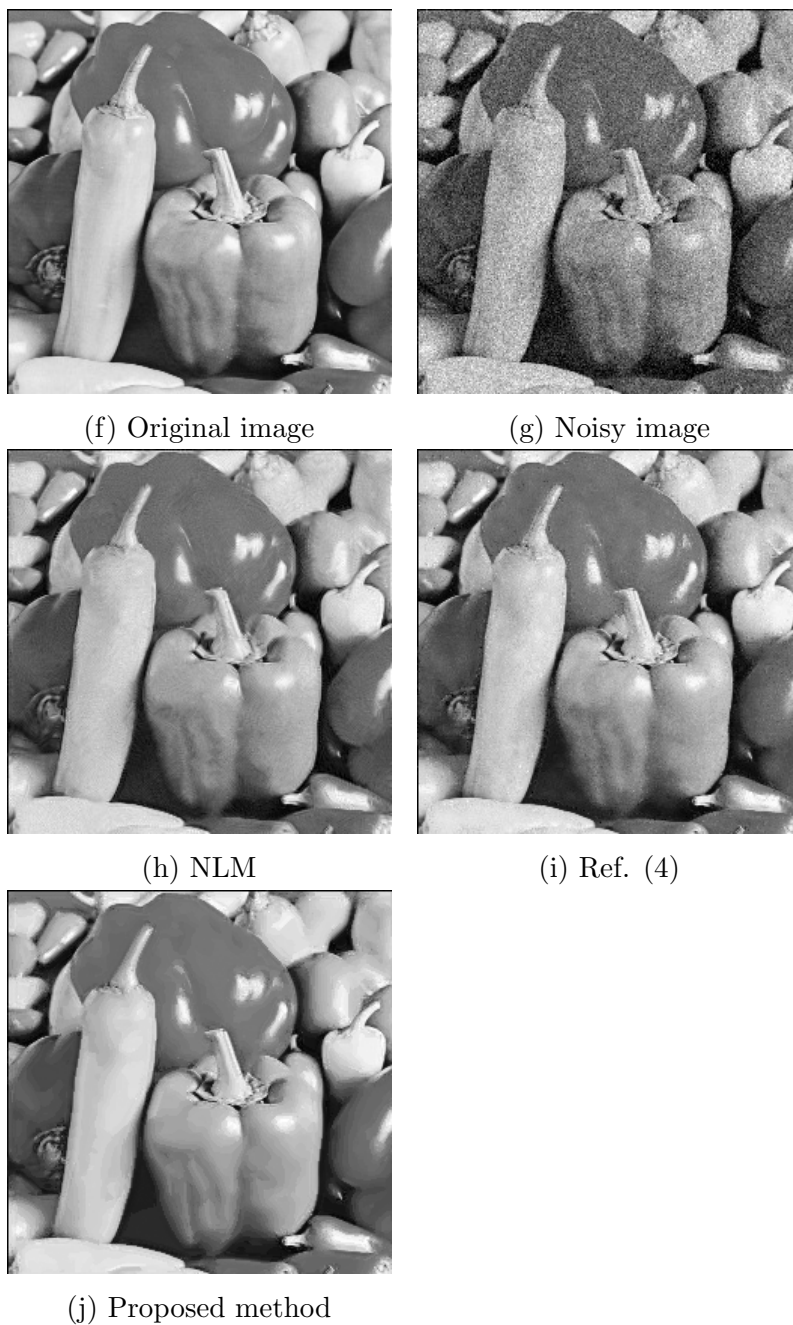 (f) Original image
(g) Noisy image
(h) NLM
(i) Ref. (4)
(j) Proposed method